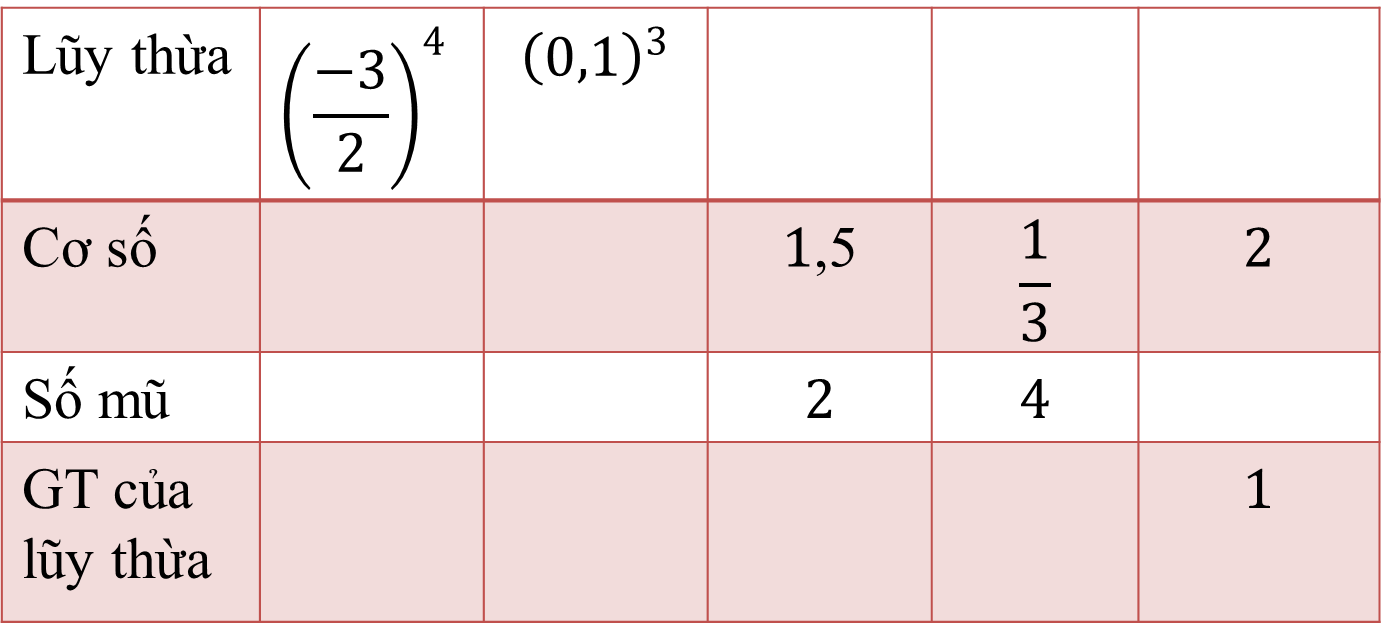 Lũy thừa (−3/2)^4 (0,1)^3
Cơ số 1,5 1/3 2
Số mũ 2 4
GT của 1
lũy thừa